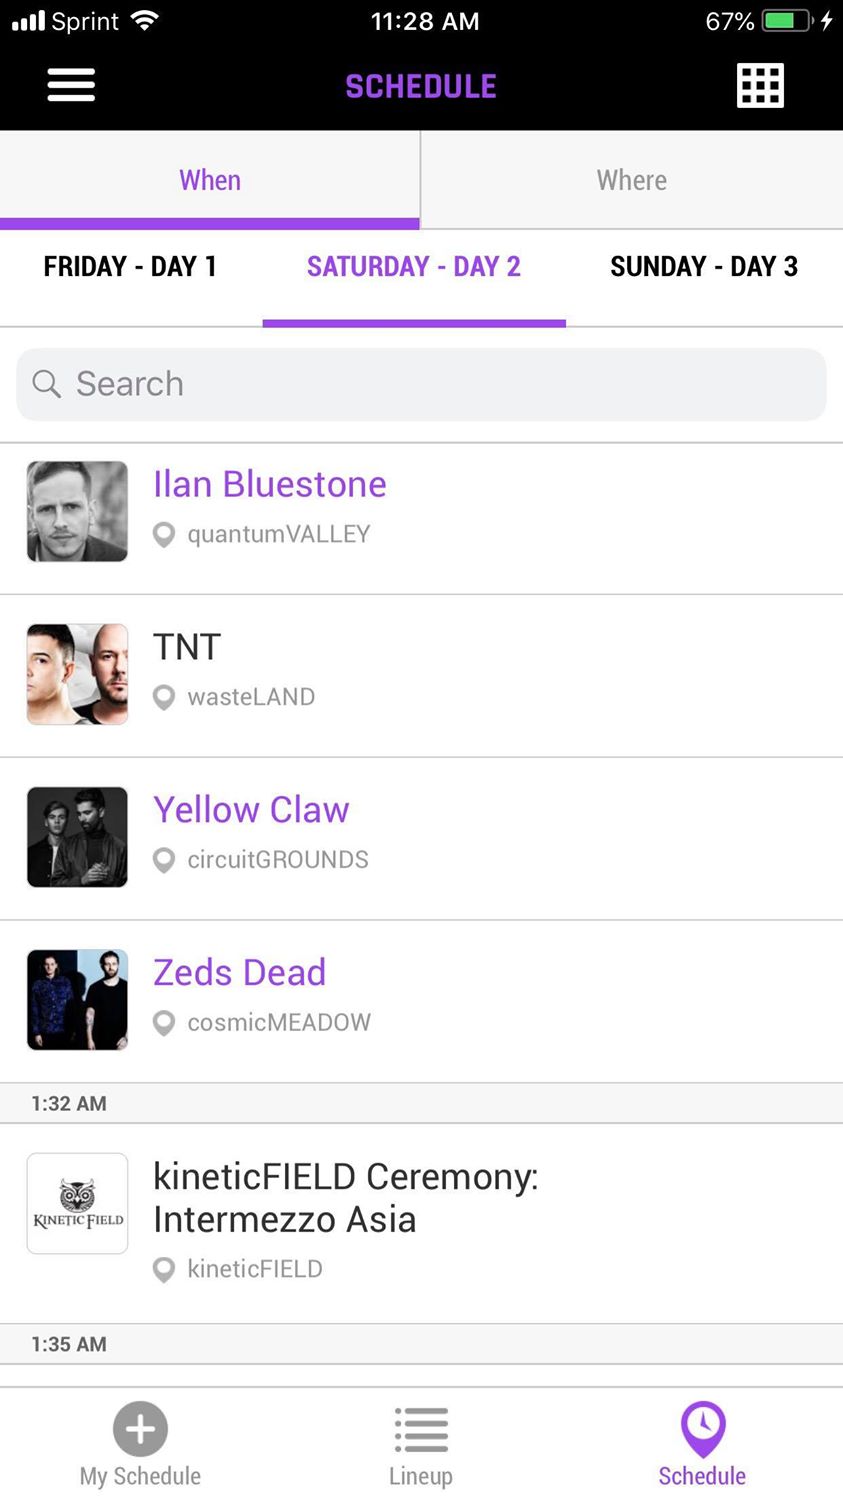 Sprint 11:28 AM 67%
SCHEDULE
When Where
FRIDAY - DAY 1 SATURDAY - DAY 2 SUNDAY - DAY 3
Search
Ilan Bluestone
quantumVALLEY
TNT
wasteLAND
Yellow Claw
circuitGROUNDS
Zeds Dead
cosmicMEADOW
1:32 AM
kineticFIELD Ceremony:
Intermezzo Asia
KINETIC FIELD
kineticFIELD
1:35 AM
My Schedule Lineup Schedule